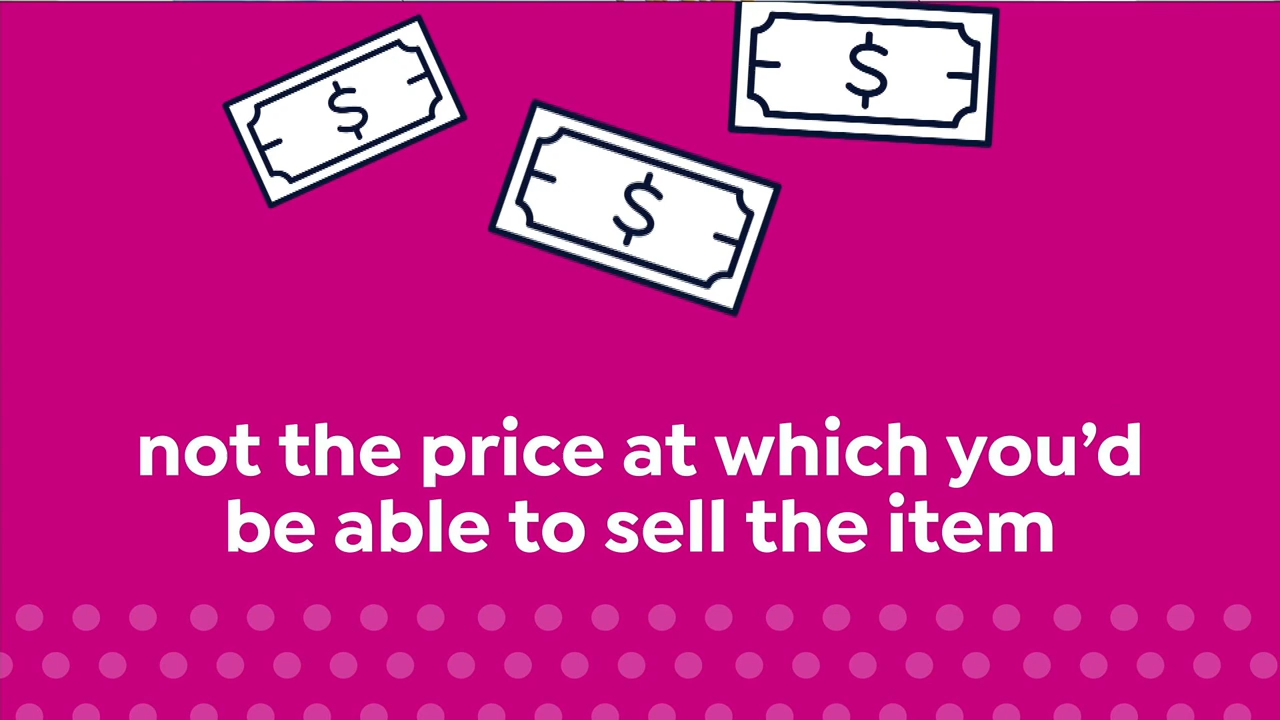 $
$
$
not the price at which you’d
be able to sell the item